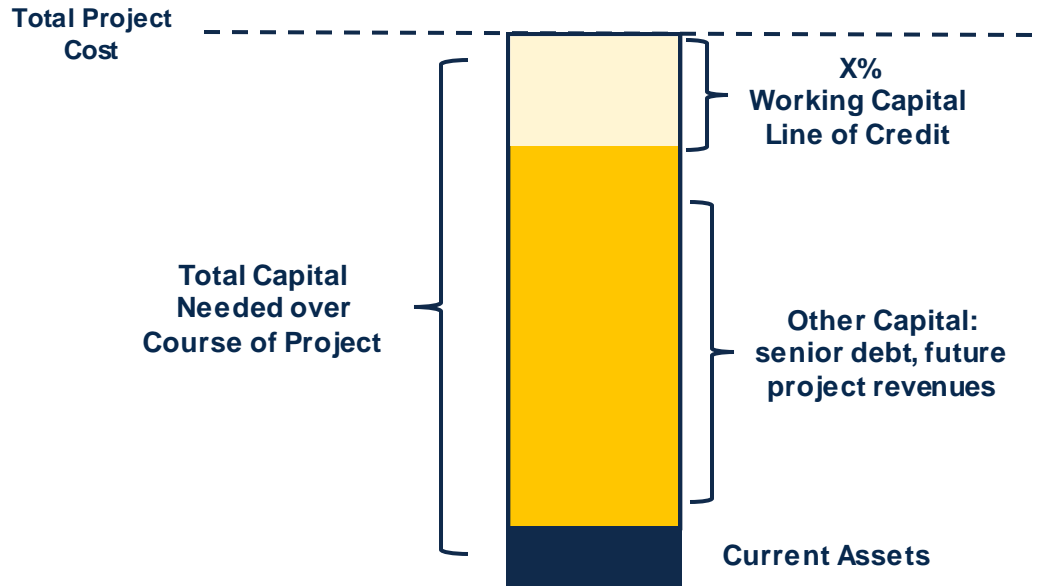 Total Project
Cost
X%
Working Capital
Line of Credit
Total Capital
Needed over
Course of Project
Other Capital:
senior debt, future
project revenues
Current Assets